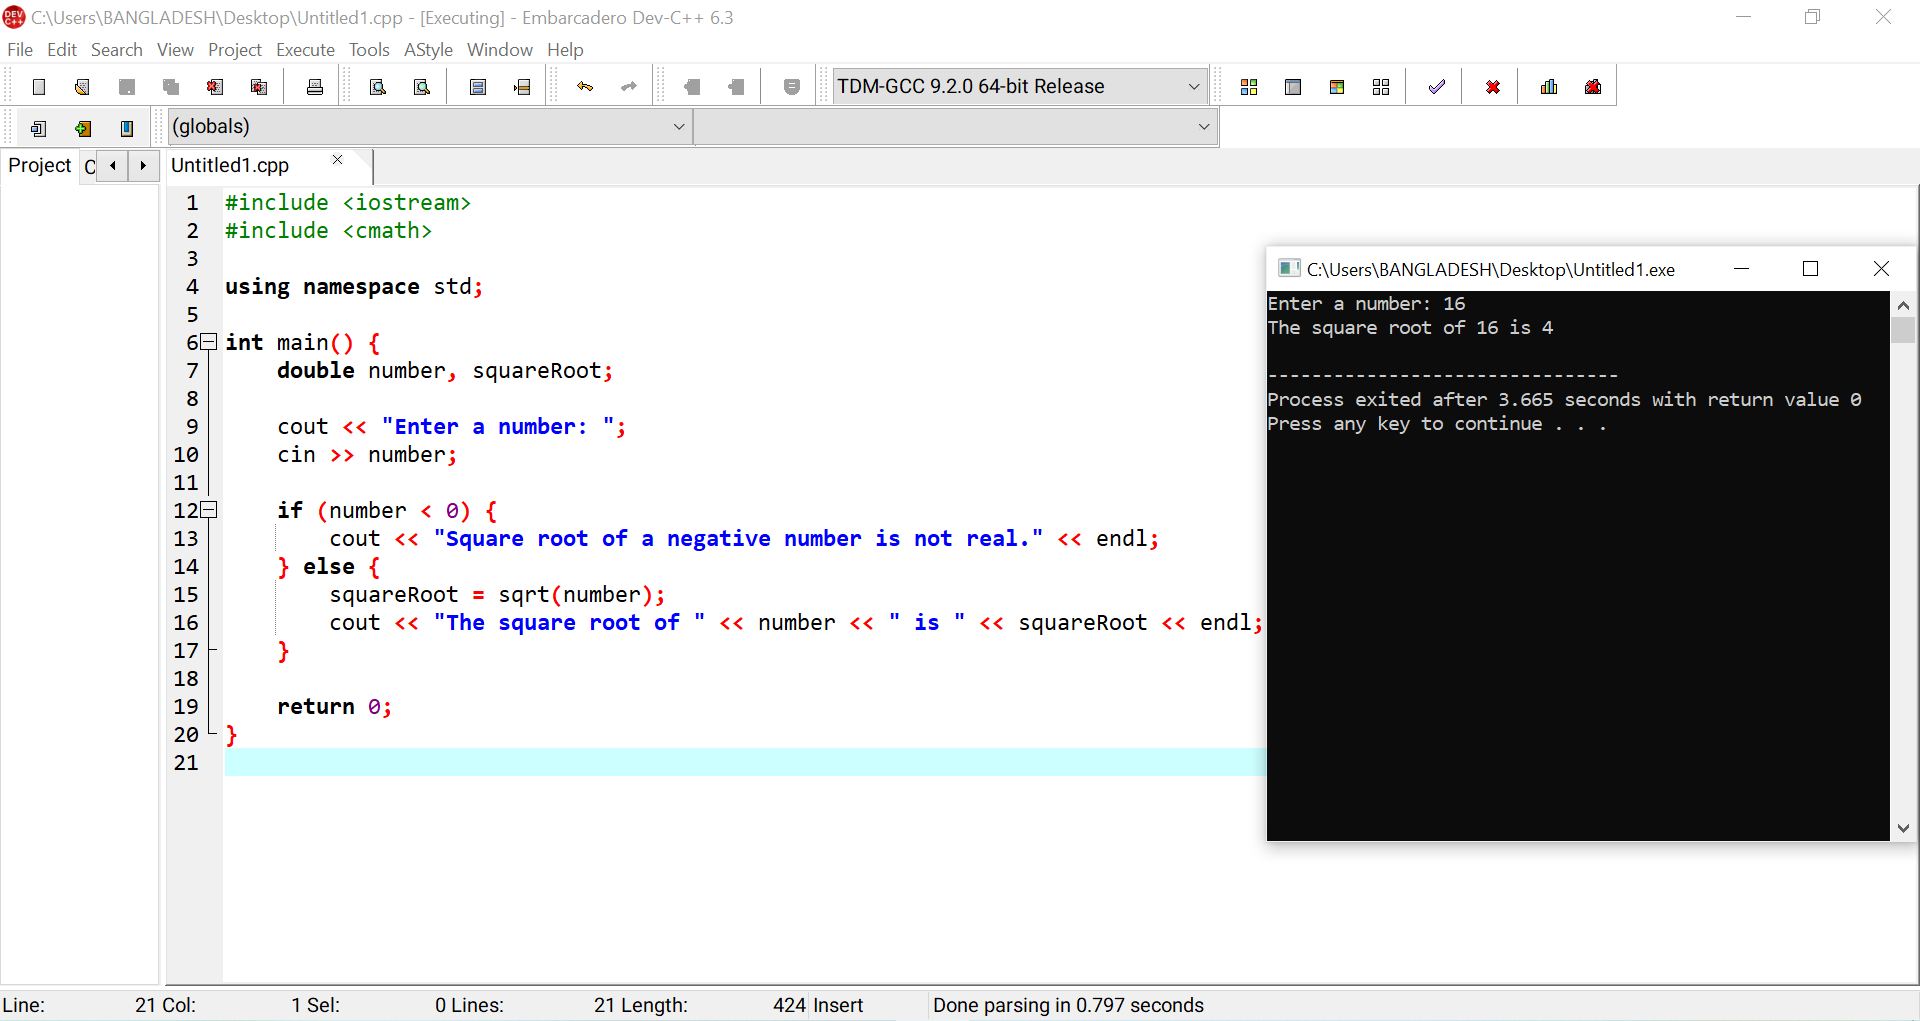 C:\Users\BANGLADESH\Desktop\Untitled1.cpp - [Executing] - Embarcadero Dev-C++ 6.3
File Edit Search View Project Execute Tools AStyle Window Help
TDM-GCC 9.2.0 64-bit Release
(globals)
Project C Untitled1.cpp
1 #include <iostream>
2 #include <cmath>
3
4 using namespace std;
5
6 int main() {
7     double number, squareRoot;
8
9     cout << "Enter a number: ";
10     cin >> number;
11
12     if (number < 0) {
13         cout << "Square root of a negative number is not real." << endl;
14     } else {
15         squareRoot = sqrt(number);
16         cout << "The square root of " << number << " is " << squareRoot << endl;
17     }
18
19     return 0;
20 }
21
C:\Users\BANGLADESH\Desktop\Untitled1.exe
Enter a number: 16
The square root of 16 is 4
--------------------------------
Process exited after 3.665 seconds with return value 0
Press any key to continue . . .
Line: 21 Col: 1 Sel: 0 Lines: 21 Length: 424 Insert Done parsing in 0.797 seconds